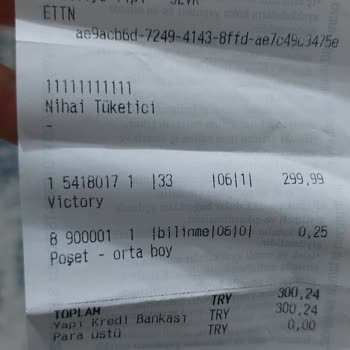 ETTN
ae9acb6d-7249-4143-8ffd-ae7c49c3475e
11111111111
Nihai Tüketici
-
1 5418017 1 |33 |06|1| 299,99
Victory
8 900001 1 |bilinme|06|0| 0,25
Poşet - orta boy
TOPLAM TRY 300,24
Yapi Kredi Bankası TRY 300,24
Para üstü TRY 0,00